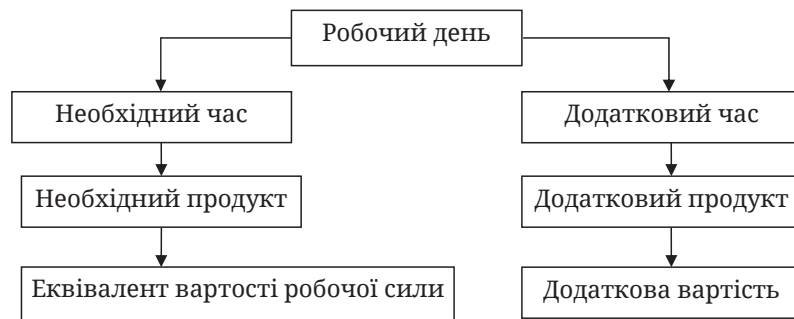 Робочий день
Необхідний час
Додатковий час
Необхідний продукт
Додатковий продукт
Еквівалент вартості робочої сили
Додаткова вартість